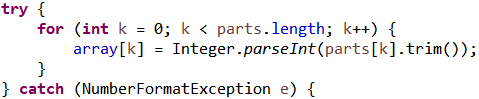 try {
    for (int k = 0; k < parts.length; k++) {
        array[k] = Integer.parseInt(parts[k].trim());
    }
} catch (NumberFormatException e) {